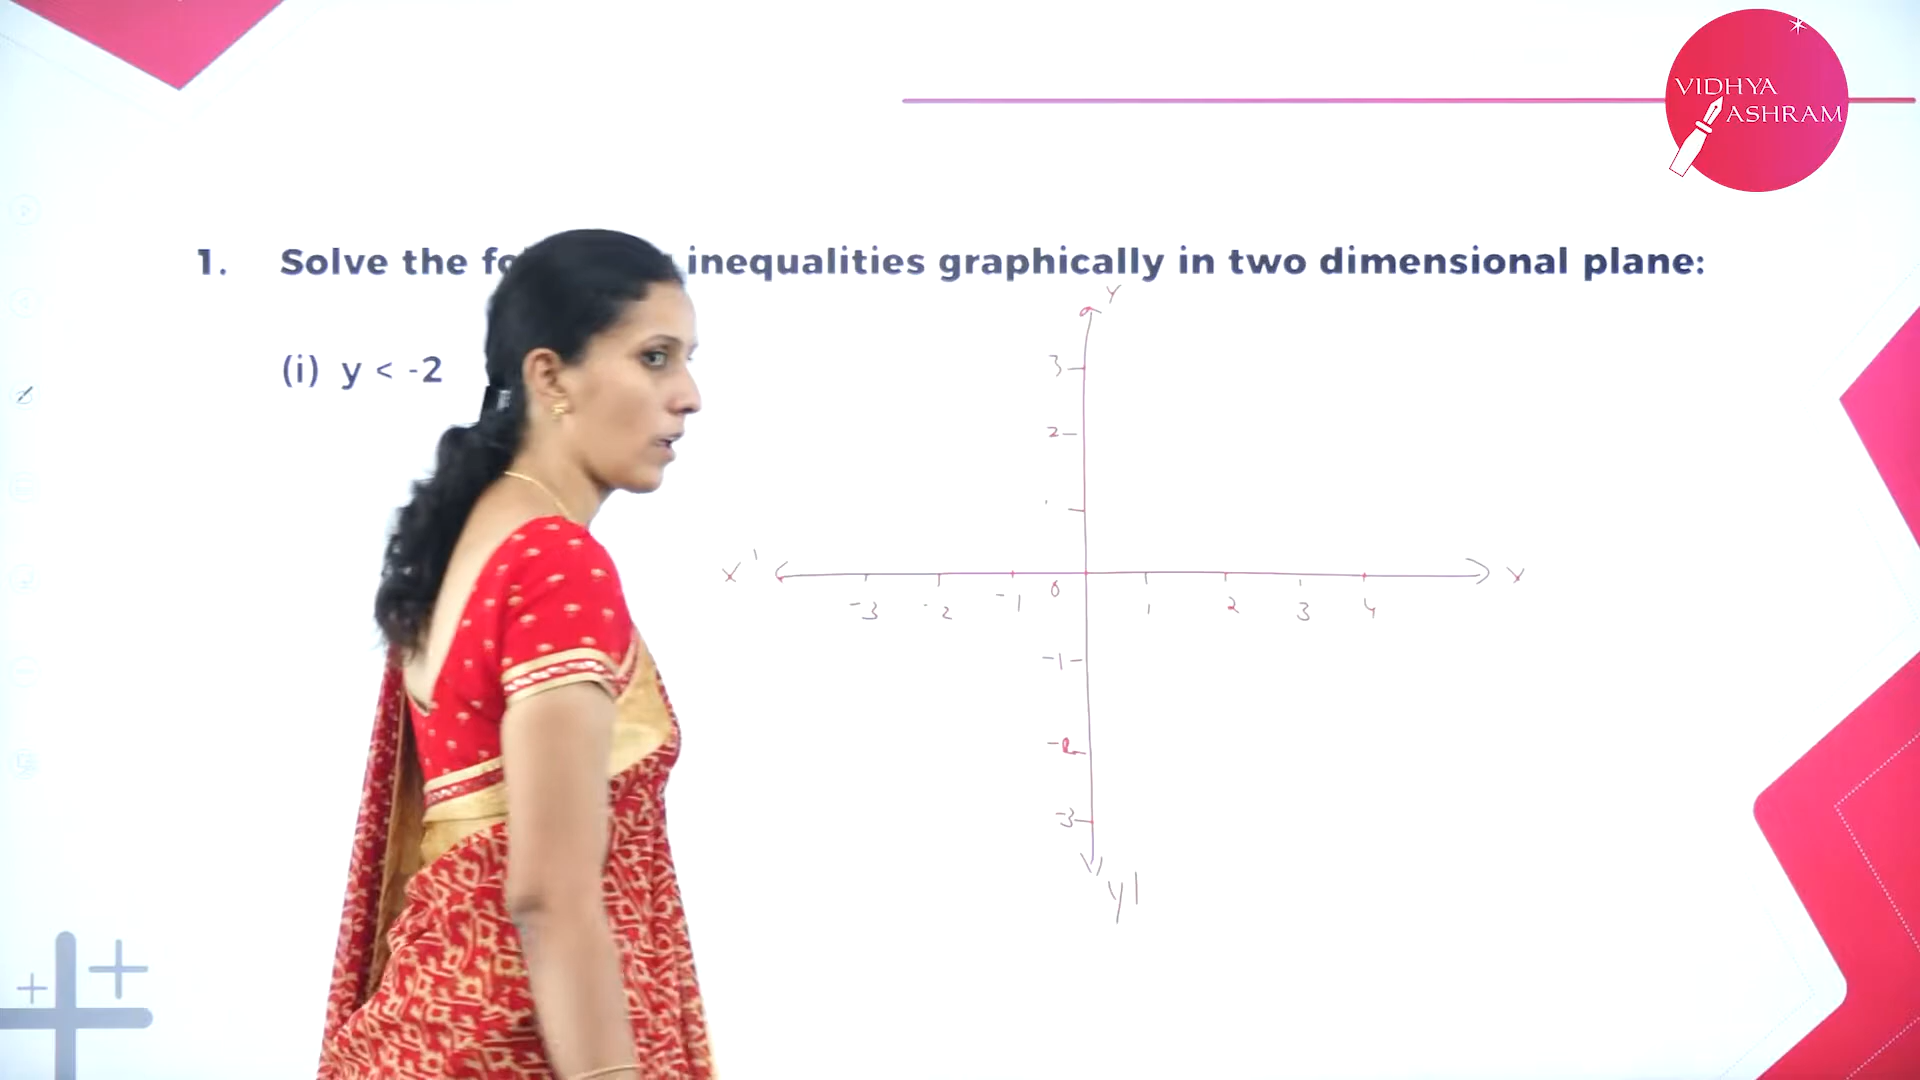 VIDHYA
ASHRAM
1. Solve the inequalities graphically in two dimensional plane:
(i) y < -2
Y
3
2
X' -3 -2 -1 0 1 2 3 4 X
-1
-2
-3
y'